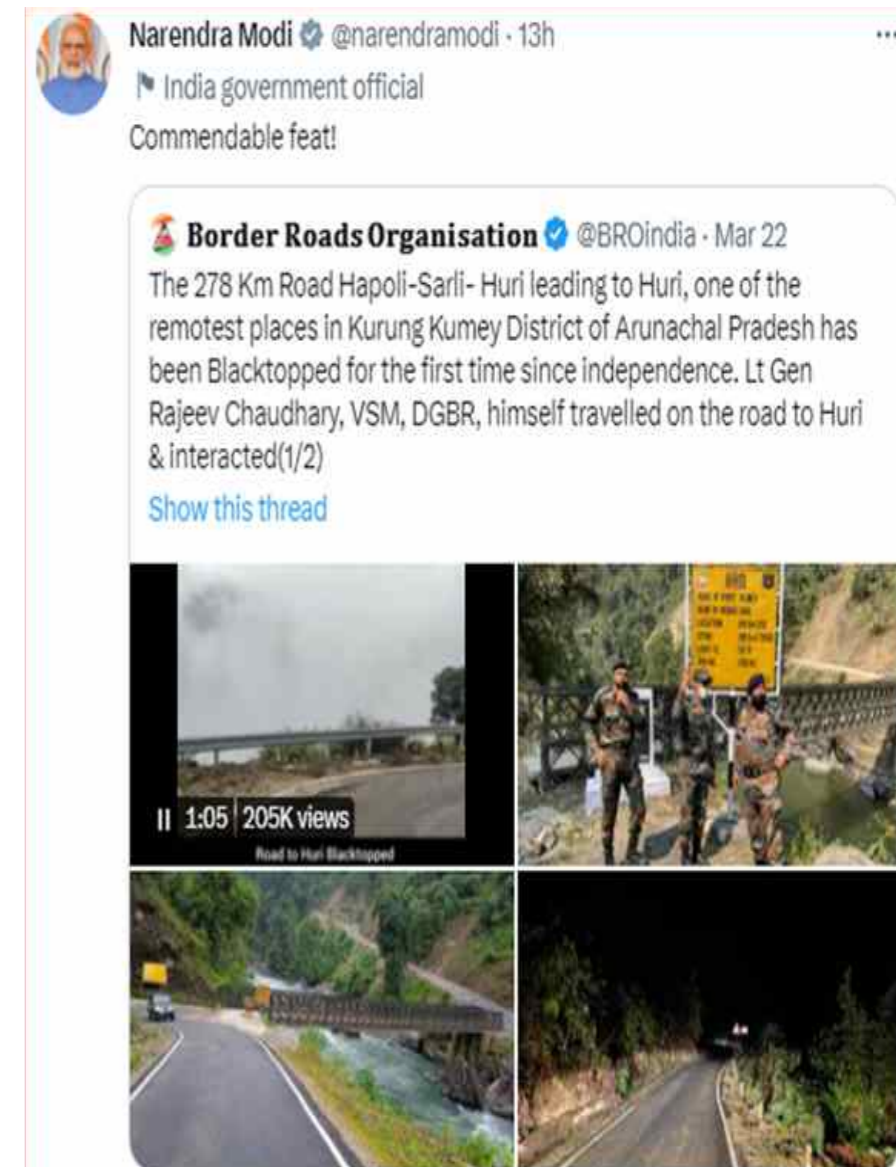 Narendra Modi @narendramodi · 13h
India government official
Commendable feat!
Border Roads Organisation @BROindia · Mar 22
The 278 Km Road Hapoli-Sarli- Huri leading to Huri, one of the
remotest places in Kurung Kumey District of Arunachal Pradesh has
been Blacktopped for the first time since independence. Lt Gen
Rajeev Chaudhary, VSM, DGBR, himself travelled on the road to Huri
& interacted(1/2)
Show this thread
1:05 205K views
Road to Huri Blacktopped